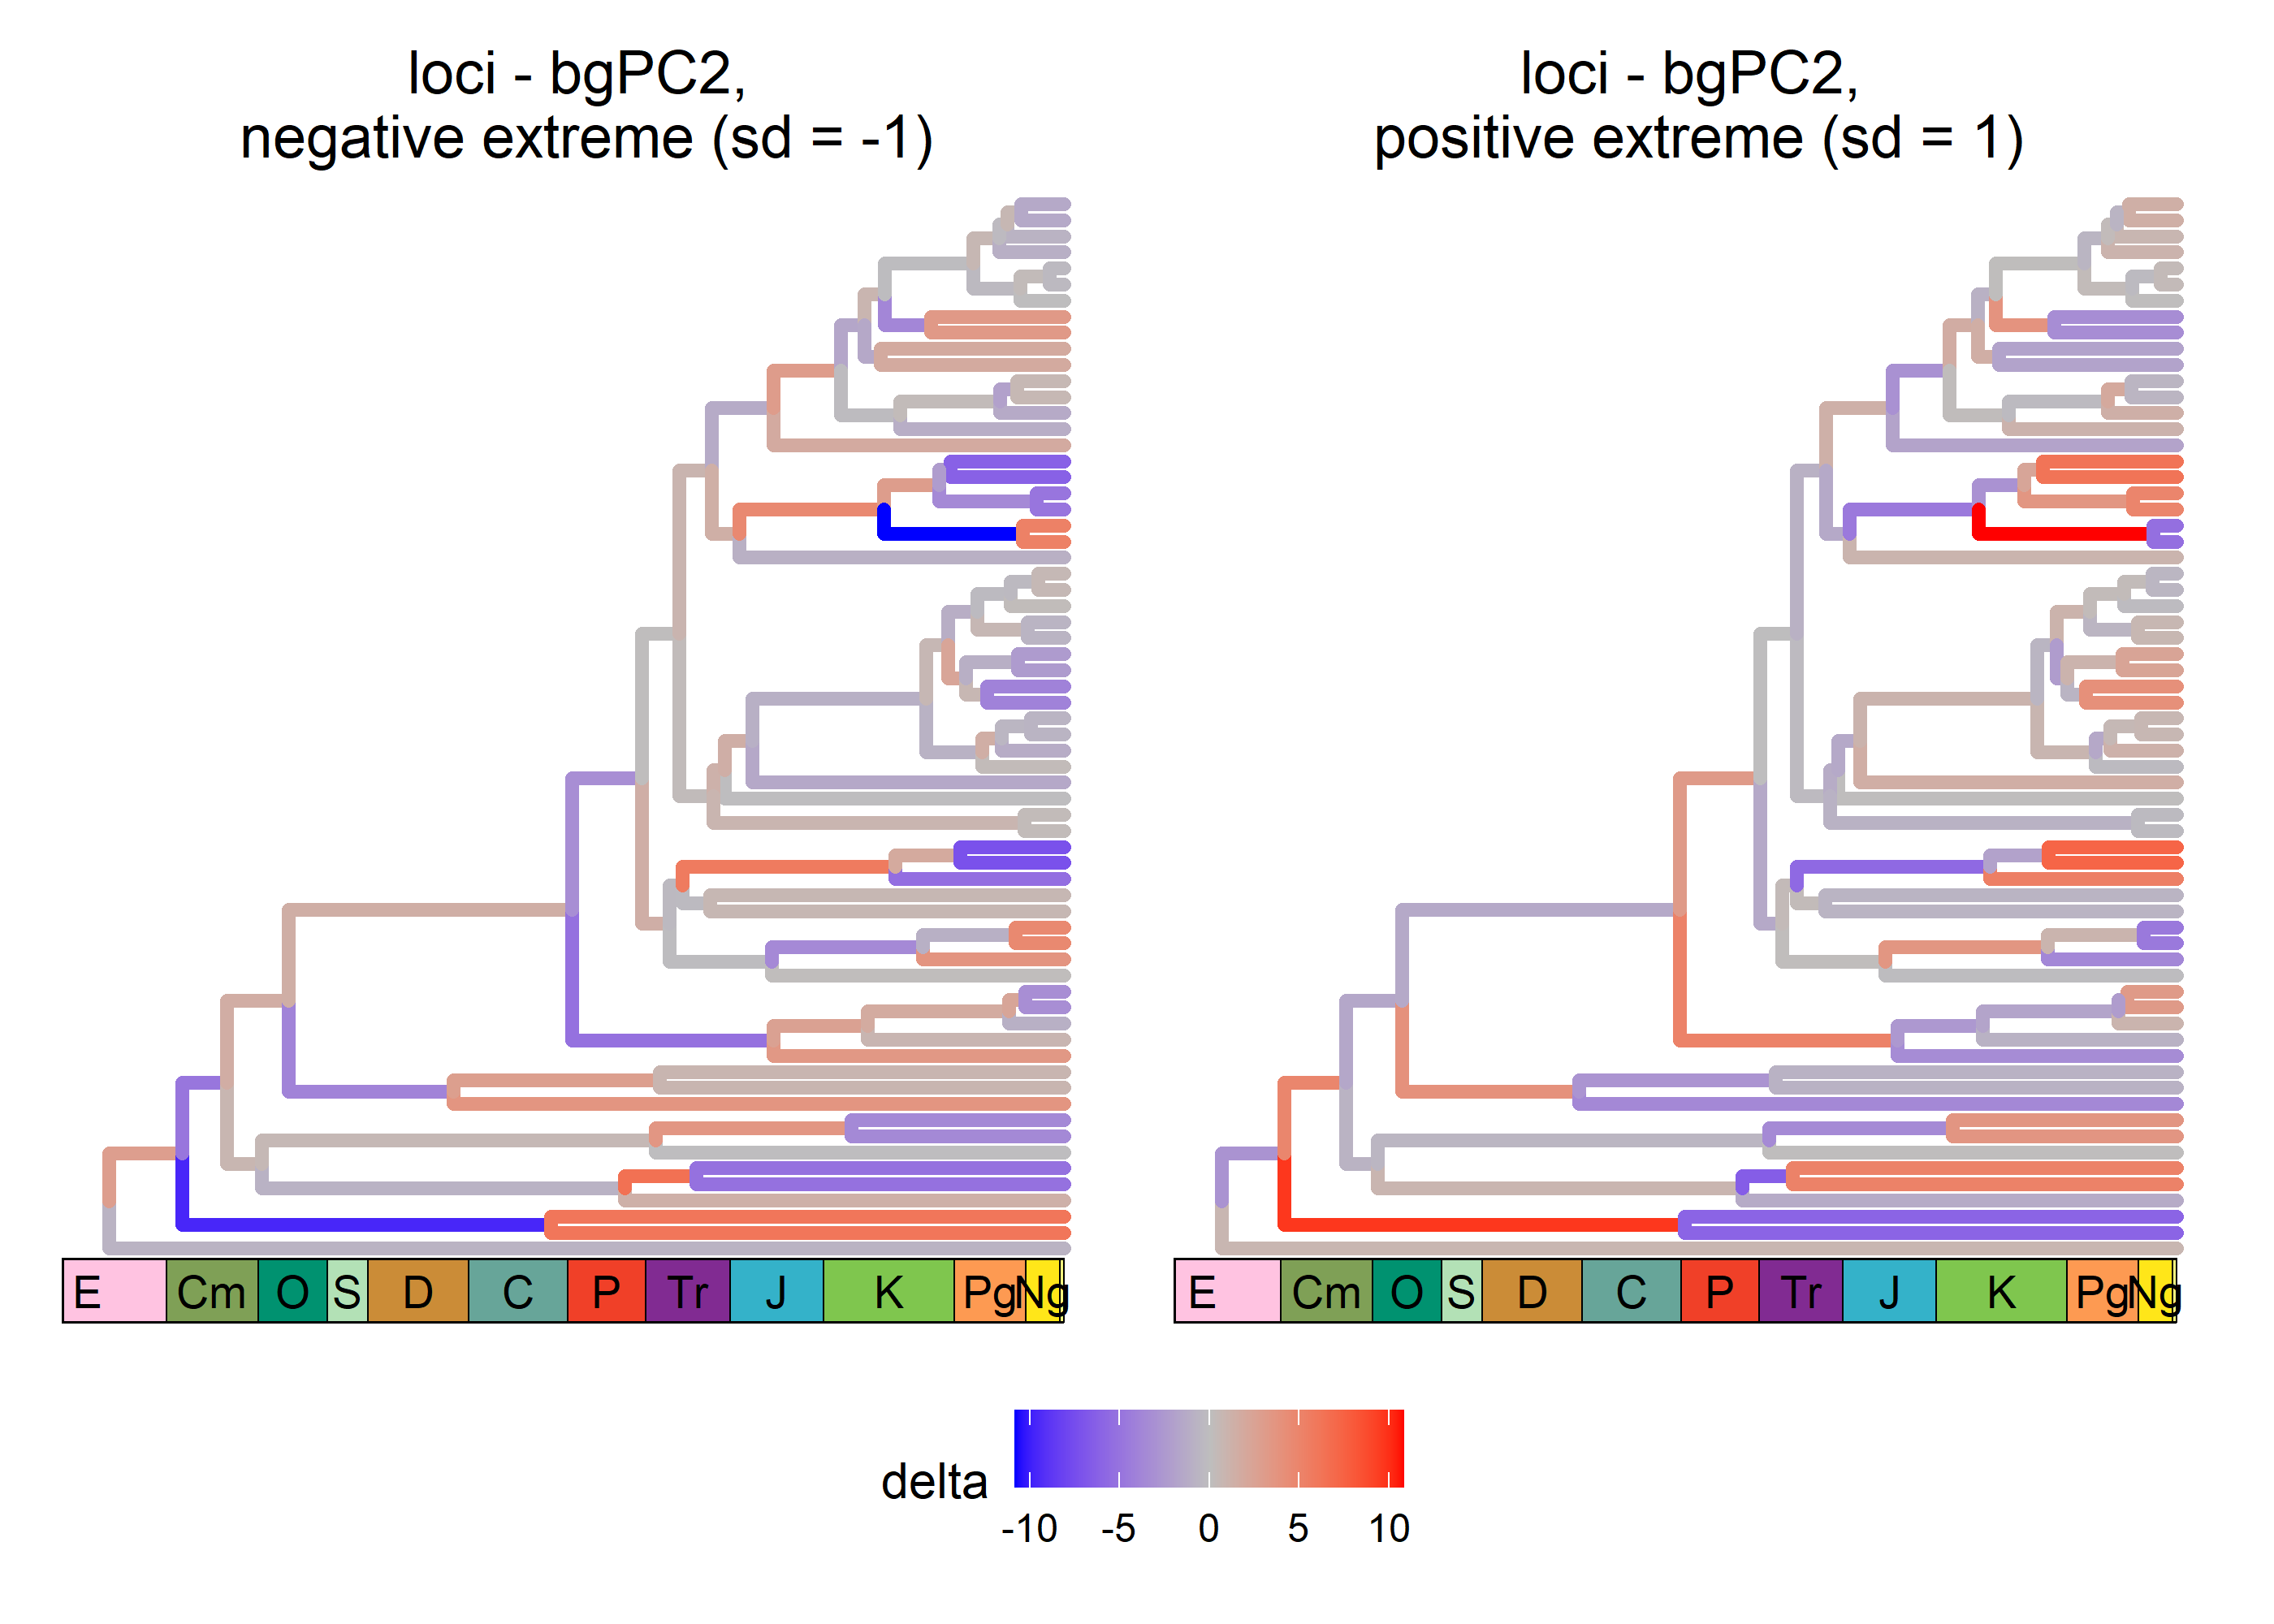 loci - bgPC2,
negative extreme (sd = -1)
loci - bgPC2,
positive extreme (sd = 1)
E Cm O S D C P Tr J K Pg Ng
E Cm O S D C P Tr J K Pg Ng
delta
-10 -5 0 5 10